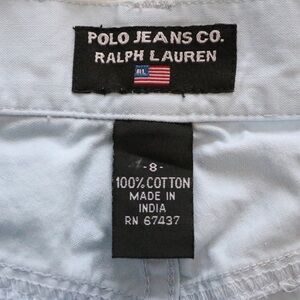 POLO JEANS CO.
RALPH LAUREN
RL
-8-
100% COTTON
MADE IN
INDIA
RN 67437